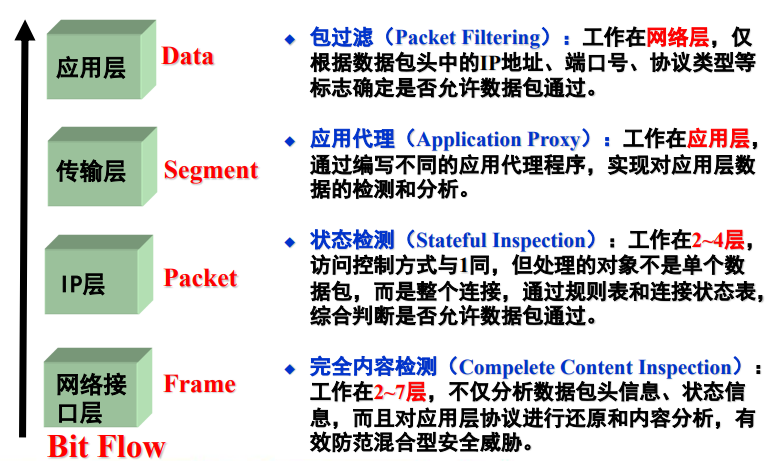 应用层
Data
传输层
Segment
IP层
Packet
网络接
口层
Frame
Bit Flow
◆ 包过滤（Packet Filtering）：工作在网络层，仅
根据数据包头中的IP地址、端口号、协议类型等
标志确定是否允许数据包通过。
◆ 应用代理（Application Proxy）：工作在应用层，
通过编写不同的应用代理程序，实现对应用层数
据的检测和分析。
◆ 状态检测（Stateful Inspection）：工作在2~4层，
访问控制方式与1同，但处理的对象不是单个数
据包，而是整个连接，通过规则表和连接状态表，
综合判断是否允许数据包通过。
◆ 完全内容检测（Compelete Content Inspection）：
工作在2~7层，不仅分析数据包头信息、状态信
息，而且对应用层协议进行还原和内容分析，有
效防范混合型安全威胁。